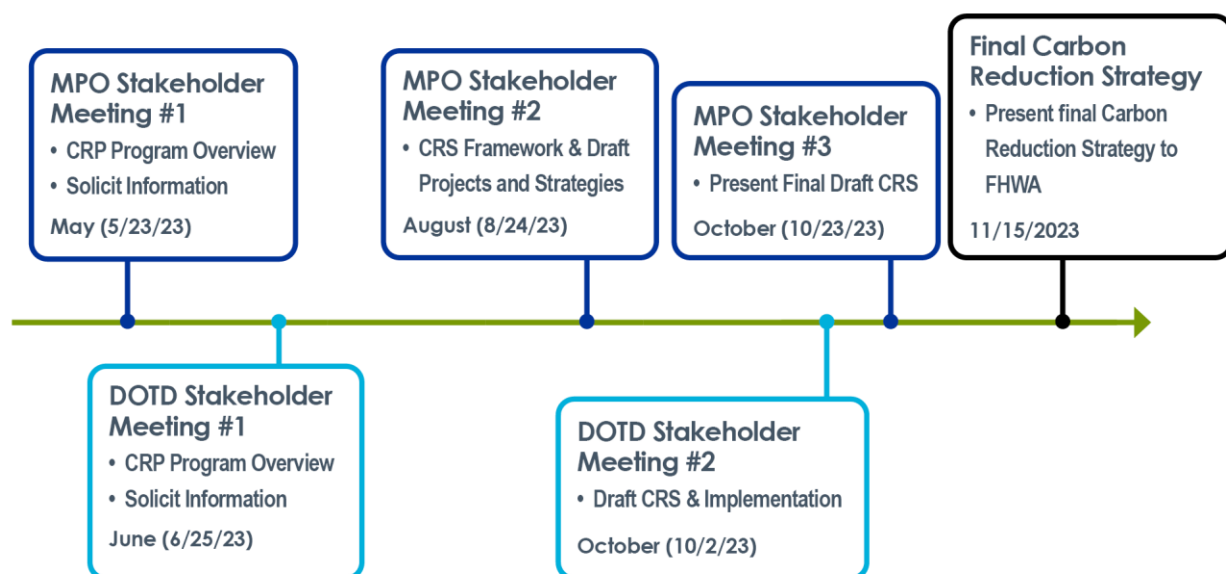 MPO Stakeholder
Meeting #1
• CRP Program Overview
• Solicit Information
May (5/23/23)
MPO Stakeholder
Meeting #2
• CRS Framework & Draft
Projects and Strategies
August (8/24/23)
MPO Stakeholder
Meeting #3
• Present Final Draft CRS
October (10/23/23)
Final Carbon
Reduction Strategy
• Present final Carbon
Reduction Strategy to
FHWA
11/15/2023
DOTD Stakeholder
Meeting #1
• CRP Program Overview
• Solicit Information
June (6/25/23)
DOTD Stakeholder
Meeting #2
• Draft CRS & Implementation
October (10/2/23)